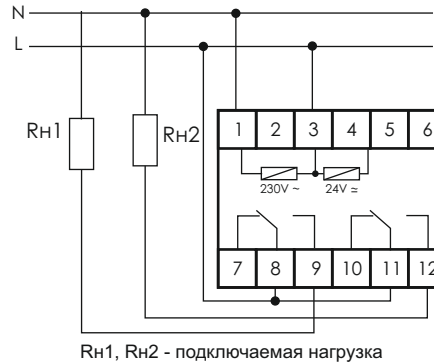 N
L
Rн1
Rн2
1 2 3 4 5 6
230V ~ 24V ≃
7 8 9 10 11 12
Rн1, Rн2 - подключаемая нагрузка